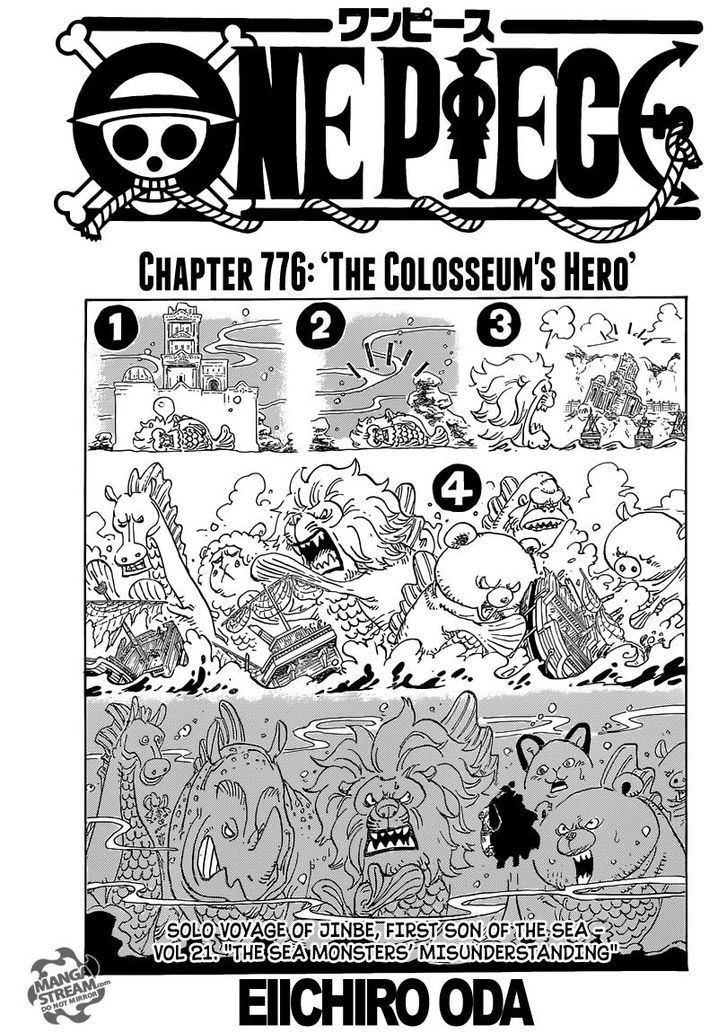 ワンピース
ONE PIECE
CHAPTER 776: ‘THE COLOSSEUM'S HERO’
1
2
3
4
SOLO VOYAGE OF JINBE, FIRST SON OF THE SEA -
VOL 21. "THE SEA MONSTERS' MISUNDERSTANDING"
MANGA
STREAM.com
DO NOT MIRROR
EIICHIRO ODA